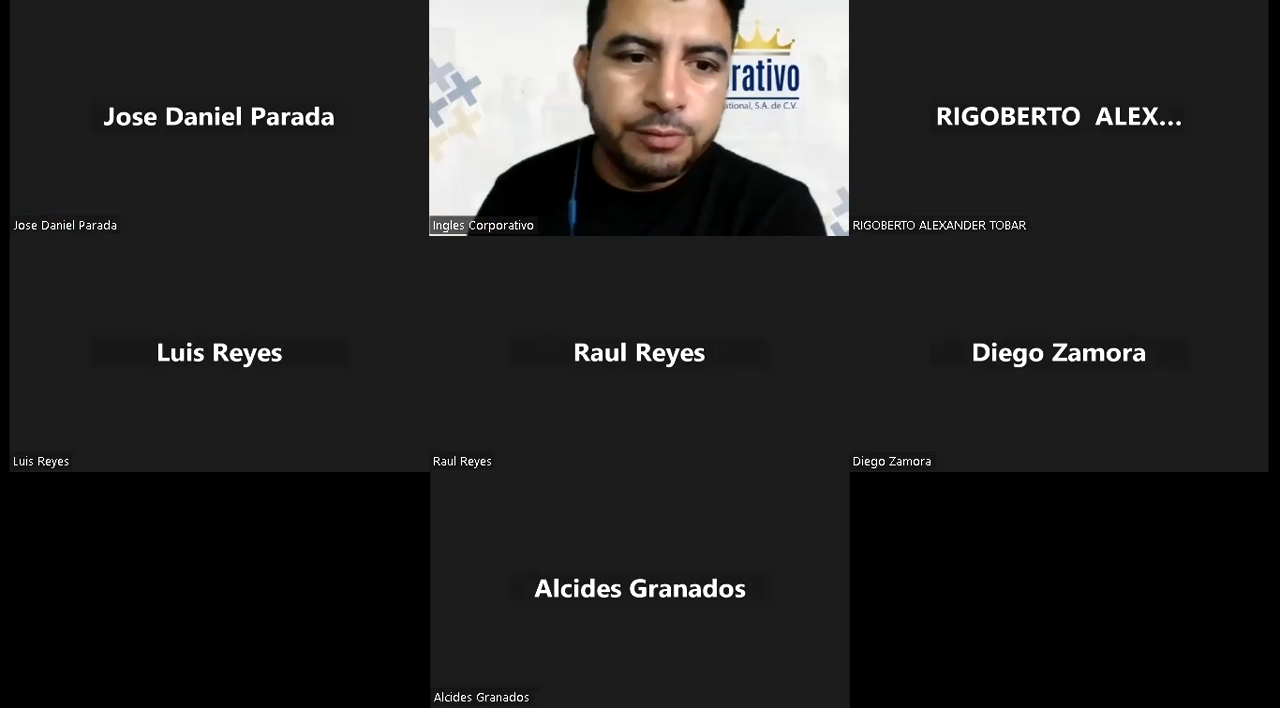 Jose Daniel Parada
rativo
ational, S.A. de C.V.
RIGOBERTO ALEX...
Jose Daniel Parada
Ingles Corporativo
RIGOBERTO ALEXANDER TOBAR
Luis Reyes
Raul Reyes
Diego Zamora
Luis Reyes
Raul Reyes
Diego Zamora
Alcides Granados
Alcides Granados